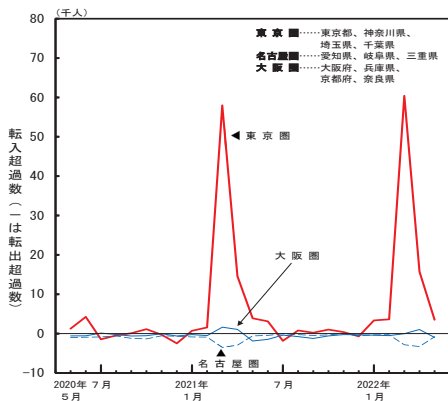 (千人)
80
70
60
50
40
30
20
10
0
−10
転入超過数(ーは転出超過数)
東京圏……東京都、神奈川県、
埼玉県、千葉県
名古屋圏……愛知県、岐阜県、三重県
大阪圏……大阪府、兵庫県、
京都府、奈良県
東京圏
大阪圏
名古屋圏
2020年 7月 2021年 7月 2022年
5月 1月 1月